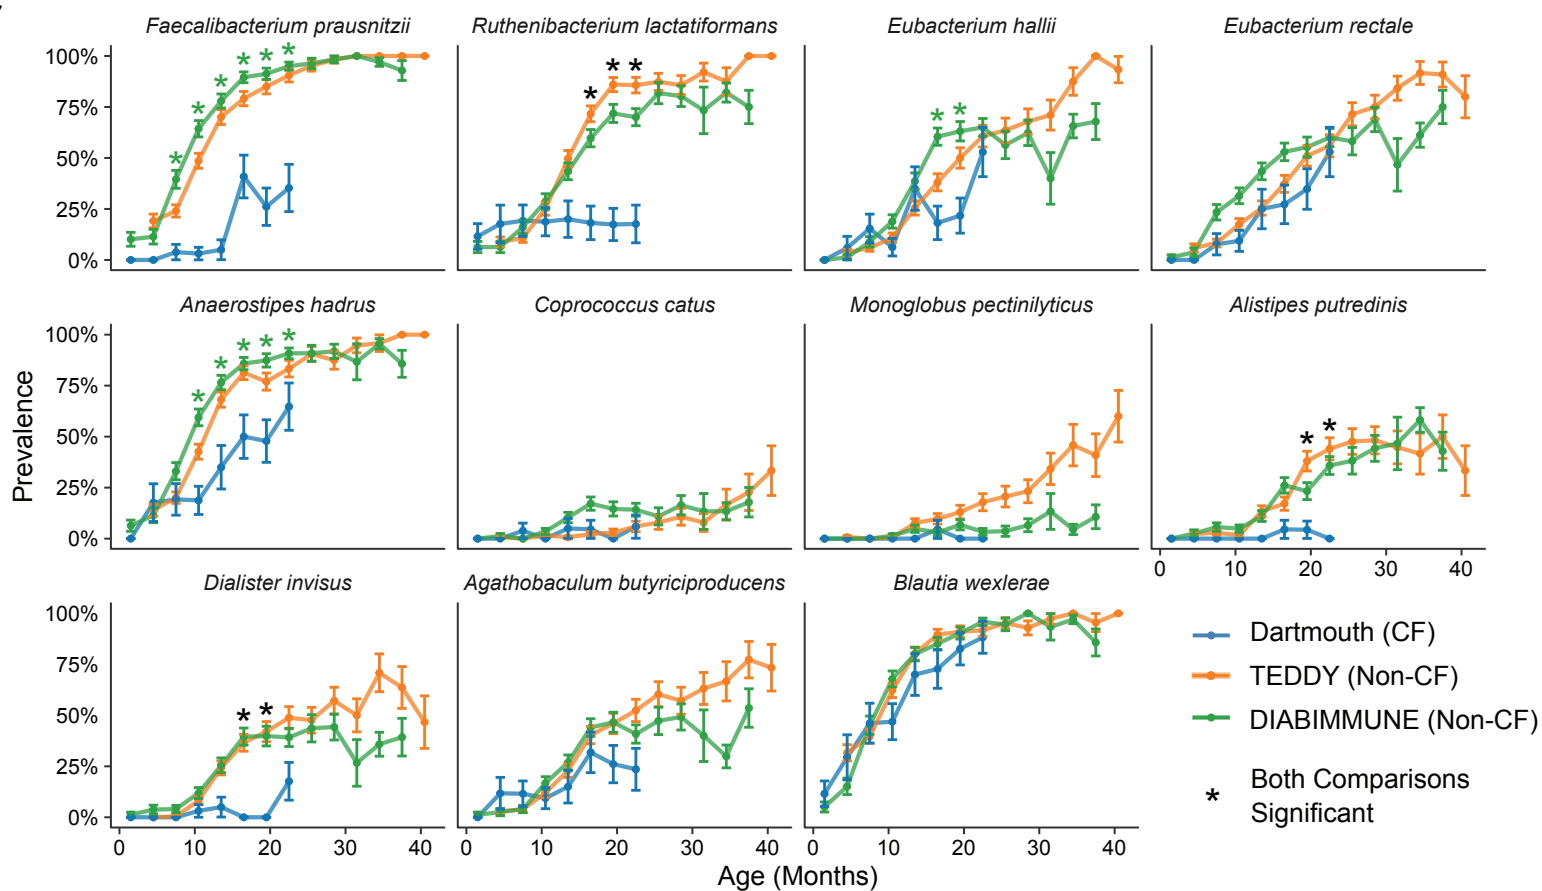 Faecalibacterium prausnitzii
Ruthenibacterium lactatiformans
Eubacterium hallii
Eubacterium rectale
100%
75%
50%
25%
0%
* * * * * *
* * *
* *
Anaerostipes hadrus
Coprococcus catus
Monoglobus pectinilyticus
Alistipes putredinis
100%
75%
50%
25%
0%
* * * * *
* *
0 10 20 30 40
Prevalence
Dialister invisus
Agathobaculum butyriciproducens
Blautia wexlerae
100%
75%
50%
25%
0%
* *
0 10 20 30 40
0 10 20 30 40
0 10 20 30 40
Age (Months)
Dartmouth (CF)
TEDDY (Non-CF)
DIABIMMUNE (Non-CF)
* Both Comparisons
Significant